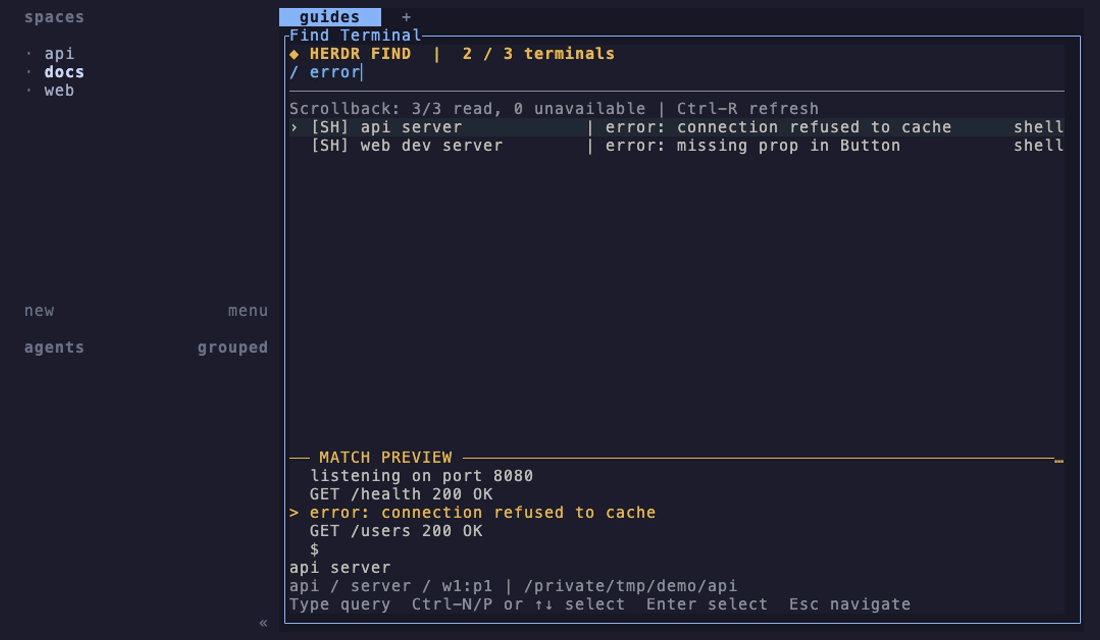 spaces
· api
· docs
· web
new menu
agents grouped
«
guides +
Find Terminal
◆ HERDR FIND | 2 / 3 terminals
/ error
Scrollback: 3/3 read, 0 unavailable | Ctrl-R refresh
› [SH] api server | error: connection refused to cache shell
[SH] web dev server | error: missing prop in Button shell
MATCH PREVIEW …
listening on port 8080
GET /health 200 OK
> error: connection refused to cache
GET /users 200 OK
$
api server
api / server / w1:p1 | /private/tmp/demo/api
Type query Ctrl-N/P or ↑↓ select Enter select Esc navigate